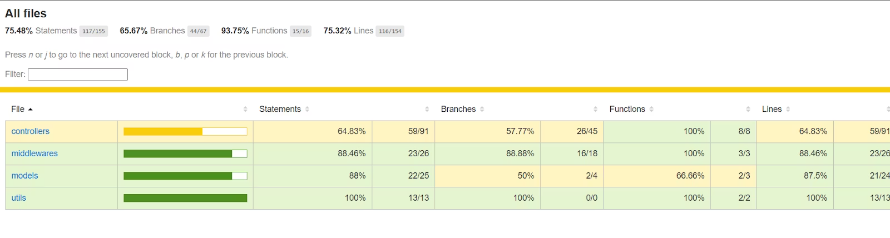 All files
75.48% Statements 117/155 65.67% Branches 44/67 93.75% Functions 15/16 75.32% Lines 116/154
Press n or j to go to the next uncovered block, b, p or k for the previous block.
Filter:
File Statements Branches Functions Lines
controllers 64.83% 59/91 57.77% 26/45 100% 8/8 64.83% 59/91
middlewares 88.46% 23/26 88.88% 16/18 100% 3/3 88.46% 23/26
models 88% 22/25 50% 2/4 66.66% 2/3 87.5% 21/24
utils 100% 13/13 100% 0/0 100% 2/2 100% 13/13